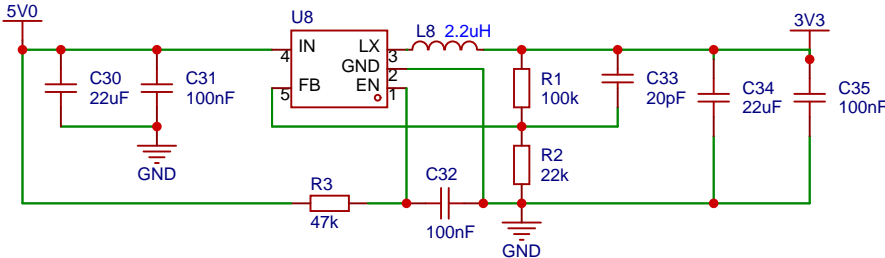 5V0
U8
L8 2.2uH
3V3
IN
LX
4
3
GND
2
FB
EN
5
1
C30
22uF
C31
100nF
R1
100k
C33
20pF
C34
22uF
C35
100nF
GND
R2
22k
R3
47k
C32
100nF
GND